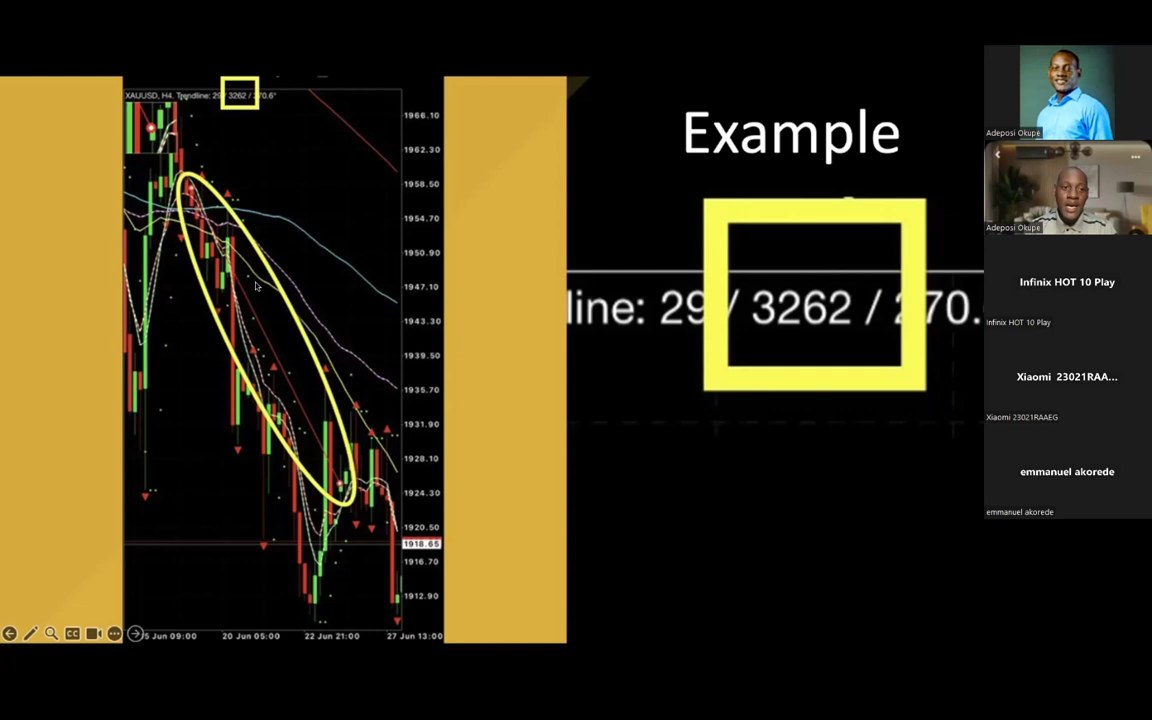 XAUUSD, H4. Trendline: 29 / 3262 / 270.6°
1966.10
1962.30
1958.50
1954.70
1950.90
1947.10
1943.30
1939.50
1935.70
1931.90
1928.10
1924.30
1920.50
1918.65
1916.70
1912.90
5 Jun 09:00 20 Jun 05:00 22 Jun 21:00 27 Jun 13:00
CC
Example
line: 29 / 3262 / 270.
Adeposi Okupe
Adeposi Okupe
Infinix HOT 10 Play
Infinix HOT 10 Play
Xiaomi 23021RAA...
Xiaomi 23021RAAEG
emmanuel akorede
emmanuel akorede